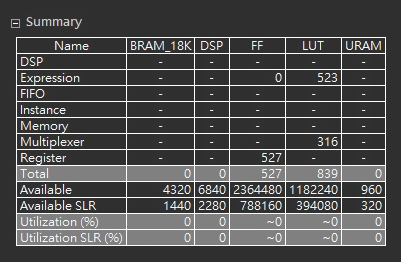 Summary
Name BRAM_18K DSP FF LUT URAM
DSP - - - - -
Expression - - 0 523 -
FIFO - - - - -
Instance - - - - -
Memory - - - - -
Multiplexer - - - 316 -
Register - - 527 - -
Total 0 0 527 839 0
Available 4320 6840 2364480 1182240 960
Available SLR 1440 2280 788160 394080 320
Utilization (%) 0 0 ~0 ~0 0
Utilization SLR (%) 0 0 ~0 ~0 0